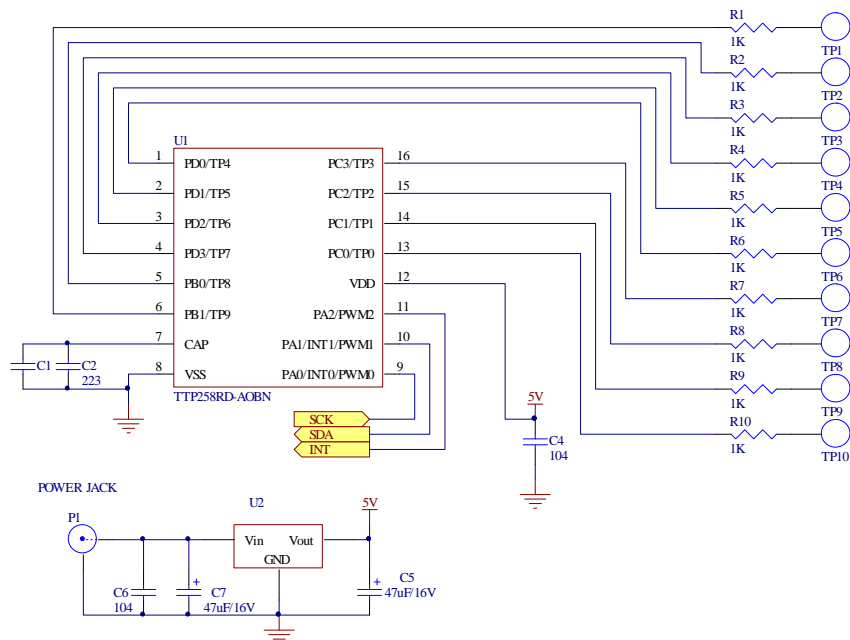 R1
1K
TP1
R2
1K
TP2
R3
1K
TP3
R4
1K
TP4
R5
1K
TP5
R6
1K
TP6
R7
1K
TP7
R8
1K
TP8
R9
1K
TP9
R10
1K
TP10
U1
1 PD0/TP4 PC3/TP3 16
2 PD1/TP5 PC2/TP2 15
3 PD2/TP6 PC1/TP1 14
4 PD3/TP7 PC0/TP0 13
5 PB0/TP8 VDD 12
6 PB1/TP9 PA2/PWM2 11
7 CAP PA1/INT1/PWM1 10
8 VSS PA0/INT0/PWM0 9
TTP258RD-AOBN
C1
C2
223
SCK
SDA
INT
5V
C4
104
POWER JACK
P1
U2
Vin Vout
GND
5V
C6
104
C7
47uF/16V
C5
47uF/16V
+
+